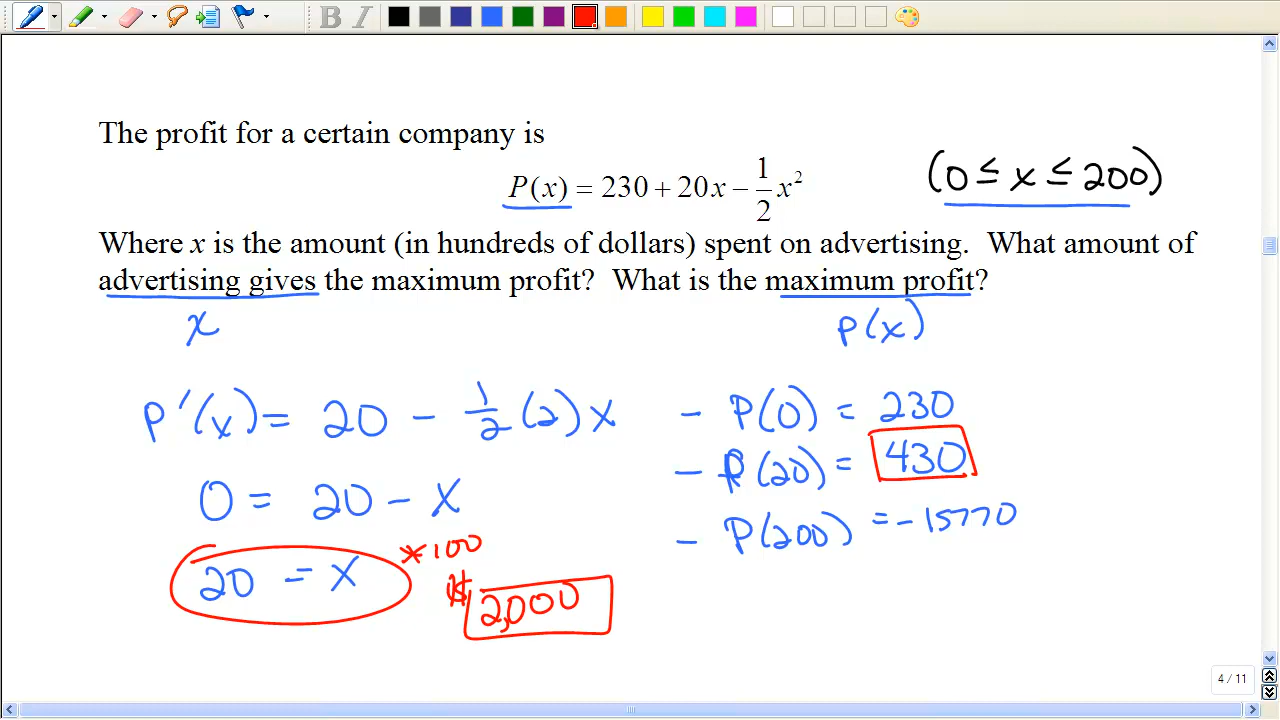 B I
The profit for a certain company is
P(x) = 230 + 20x − 1/2 x²
(0 ≤ x ≤ 200)
Where x is the amount (in hundreds of dollars) spent on advertising. What amount of
advertising gives the maximum profit? What is the maximum profit?
x
P(x)
P'(x) = 20 - 1/2 (2) x
0 = 20 - x
20 = x
*100
$2,000
- P(0) = 230
- P(20) = 430
- P(200) = -15770
4 / 11